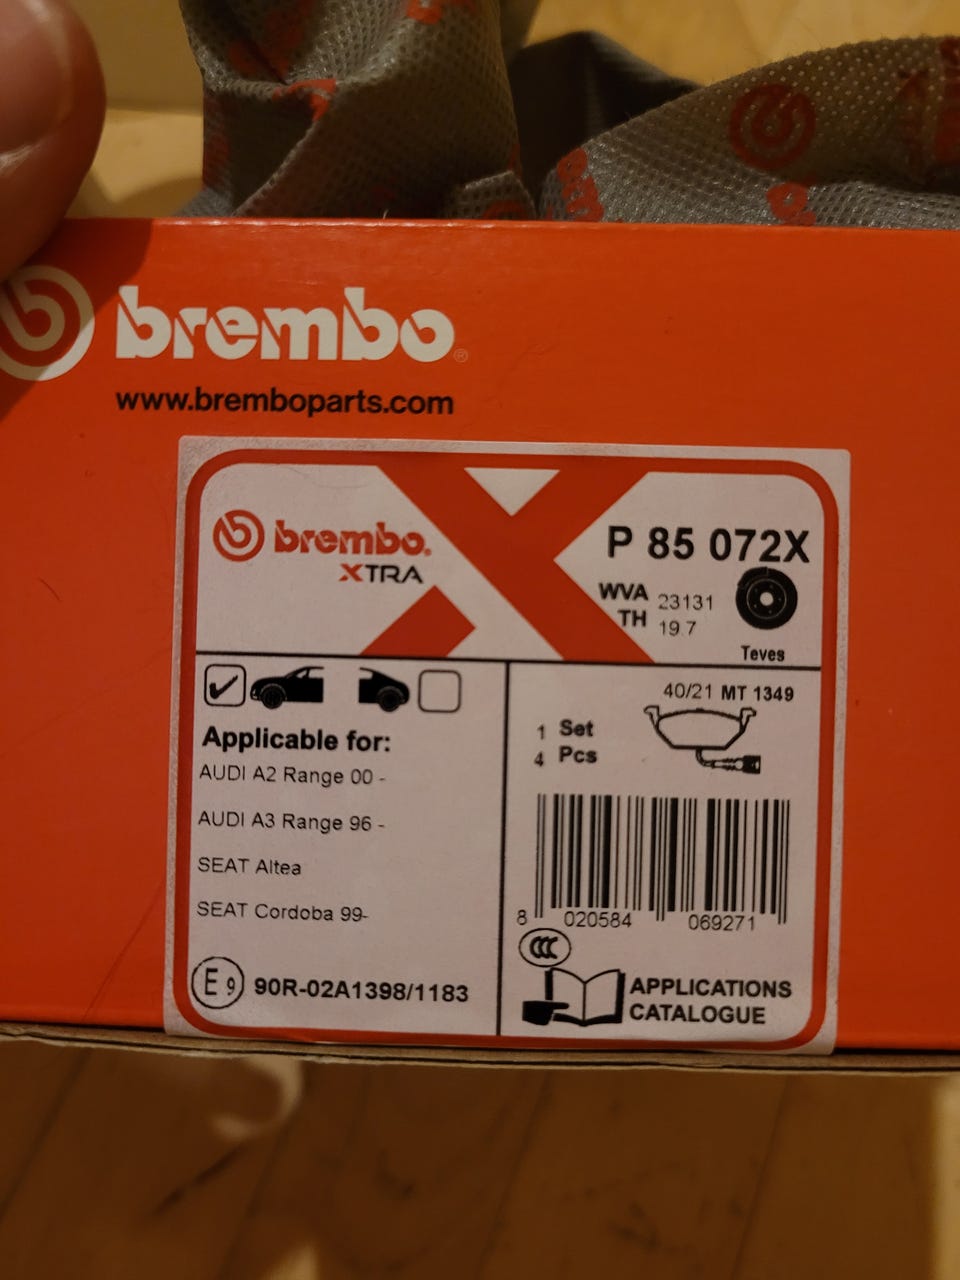 brembo®
www.bremboparts.com
brembo.
XTRA
P 85 072X
WVA 23131
TH 19.7
Teves
40/21 MT 1349
1 Set
4 Pcs
Applicable for:
AUDI A2 Range 00 -
AUDI A3 Range 96 -
SEAT Altea
SEAT Cordoba 99-
E 9 90R-02A1398/1183
8 020584 069271
CCC
APPLICATIONS
CATALOGUE